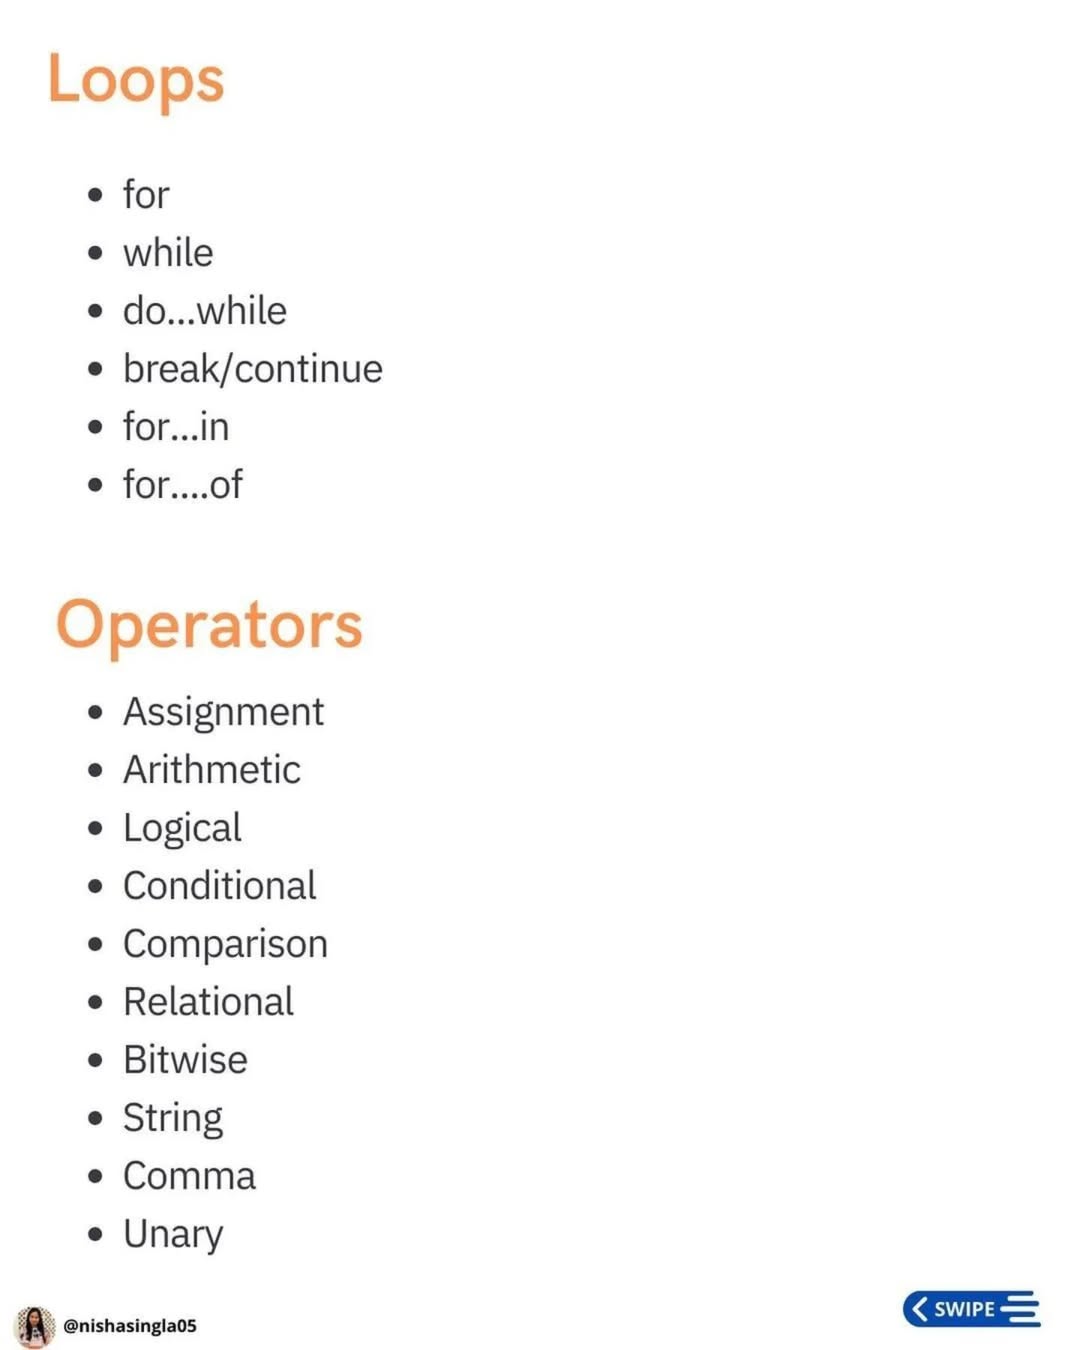 Loops
• for
• while
• do...while
• break/continue
• for...in
• for....of
Operators
• Assignment
• Arithmetic
• Logical
• Conditional
• Comparison
• Relational
• Bitwise
• String
• Comma
• Unary
@nishasingla05
SWIPE